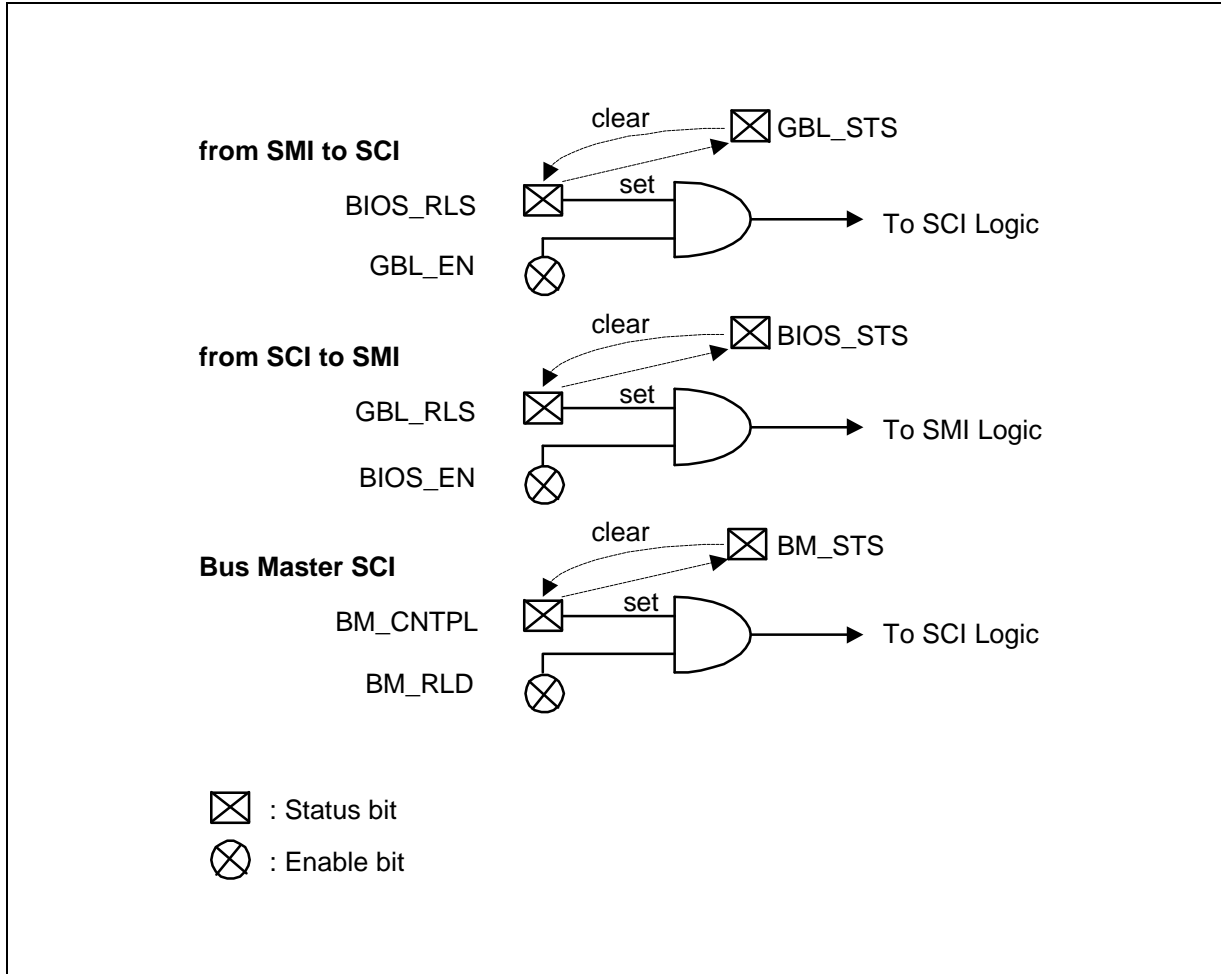 clear
GBL_STS
from SMI to SCI
set
BIOS_RLS
To SCI Logic
GBL_EN
clear
BIOS_STS
from SCI to SMI
set
GBL_RLS
To SMI Logic
BIOS_EN
clear
BM_STS
Bus Master SCI
set
BM_CNTPL
To SCI Logic
BM_RLD
: Status bit
: Enable bit